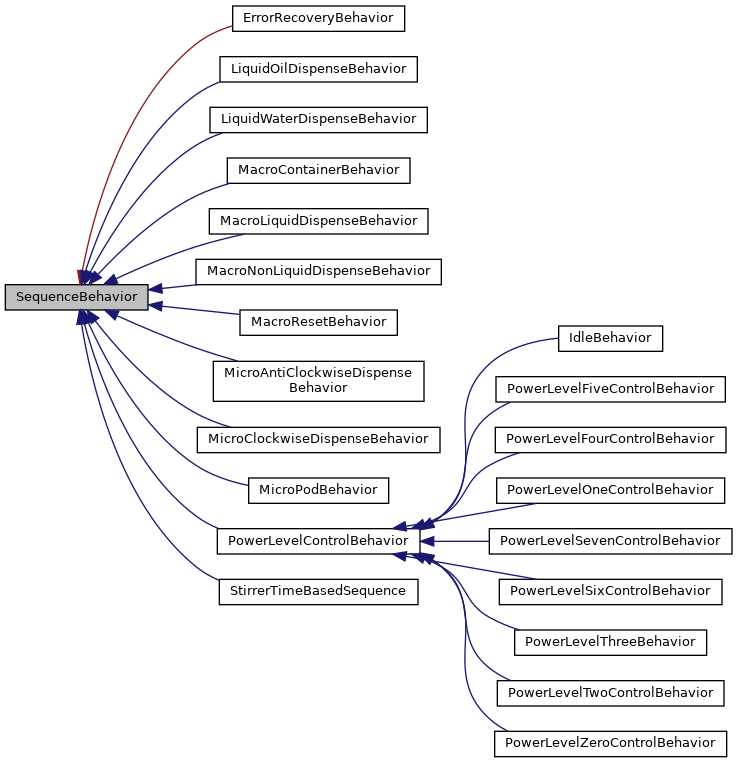 ErrorRecoveryBehavior
LiquidOilDispenseBehavior
LiquidWaterDispenseBehavior
MacroContainerBehavior
MacroLiquidDispenseBehavior
MacroNonLiquidDispenseBehavior
SequenceBehavior
MacroResetBehavior
IdleBehavior
MicroAntiClockwiseDispense
Behavior
PowerLevelFiveControlBehavior
MicroClockwiseDispenseBehavior
PowerLevelFourControlBehavior
MicroPodBehavior
PowerLevelOneControlBehavior
PowerLevelControlBehavior
PowerLevelSevenControlBehavior
StirrerTimeBasedSequence
PowerLevelSixControlBehavior
PowerLevelThreeBehavior
PowerLevelTwoControlBehavior
PowerLevelZeroControlBehavior